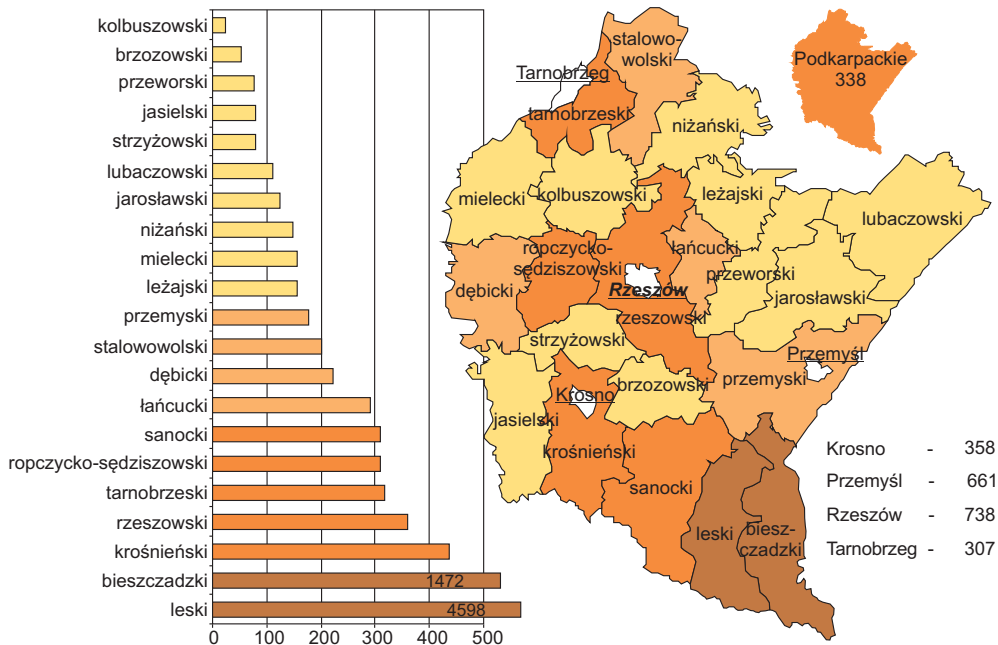 kolbuszowski
brzozowski
przeworski
jasielski
strzyżowski
lubaczowski
jarosławski
niżański
mielecki
leżajski
przemyski
stalowowolski
dębicki
łańcucki
sanocki
ropczycko-sędziszowski
tarnobrzeski
rzeszowski
krośnieński
bieszczadzki
1472
leski
4598
0 100 200 300 400 500
stalowo-
wolski
Tarnobrzeg
tarnobrzeski
niżański
mielecki
kolbuszowski
leżajski
lubaczowski
ropczycko-
sędziszowski
łańcucki
dębicki
Rzeszów
przeworski
jarosławski
rzeszowski
strzyżowski
Przemyśl
przemyski
brzozowski
Krosno
jasielski
krośnieński
sanocki
leski
biesz-
czadzki
Podkarpackie
338
Krosno - 358
Przemyśl - 661
Rzeszów - 738
Tarnobrzeg - 307